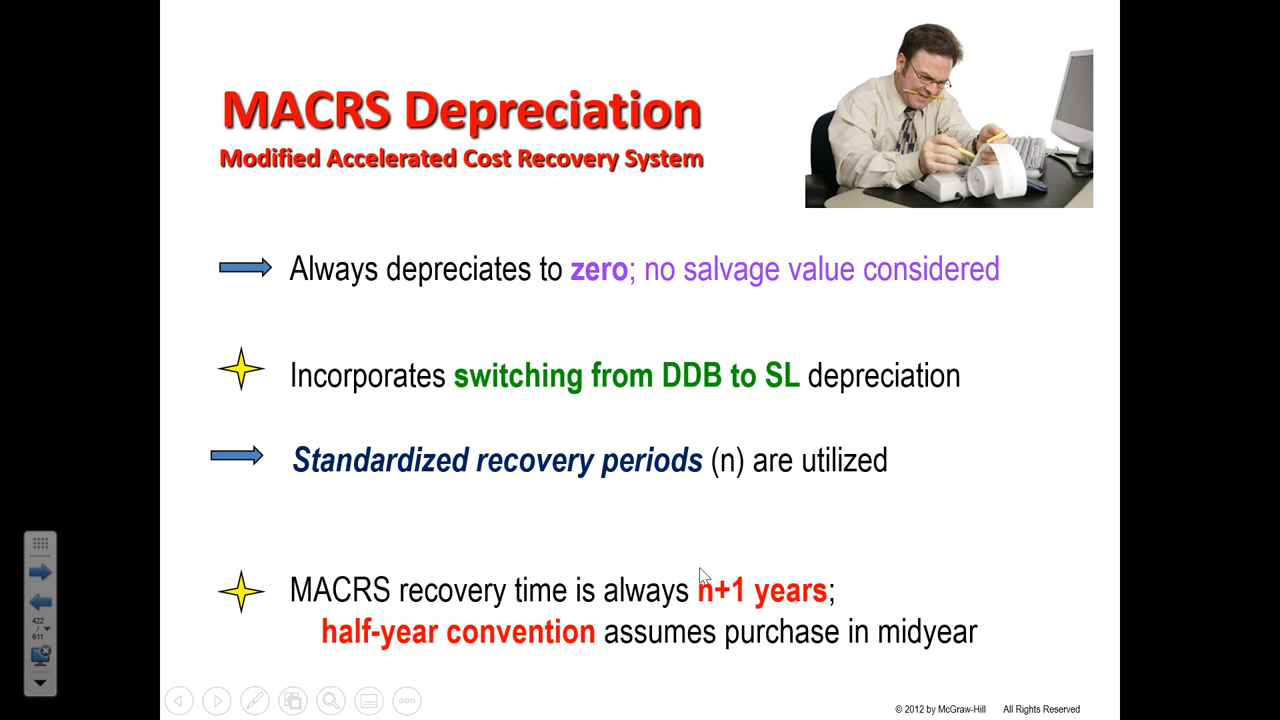 MACRS Depreciation
Modified Accelerated Cost Recovery System
Always depreciates to zero; no salvage value considered
Incorporates switching from DDB to SL depreciation
Standardized recovery periods (n) are utilized
MACRS recovery time is always n+1 years;
half-year convention assumes purchase in midyear
422
/
611
© 2012 by McGraw-Hill All Rights Reserved